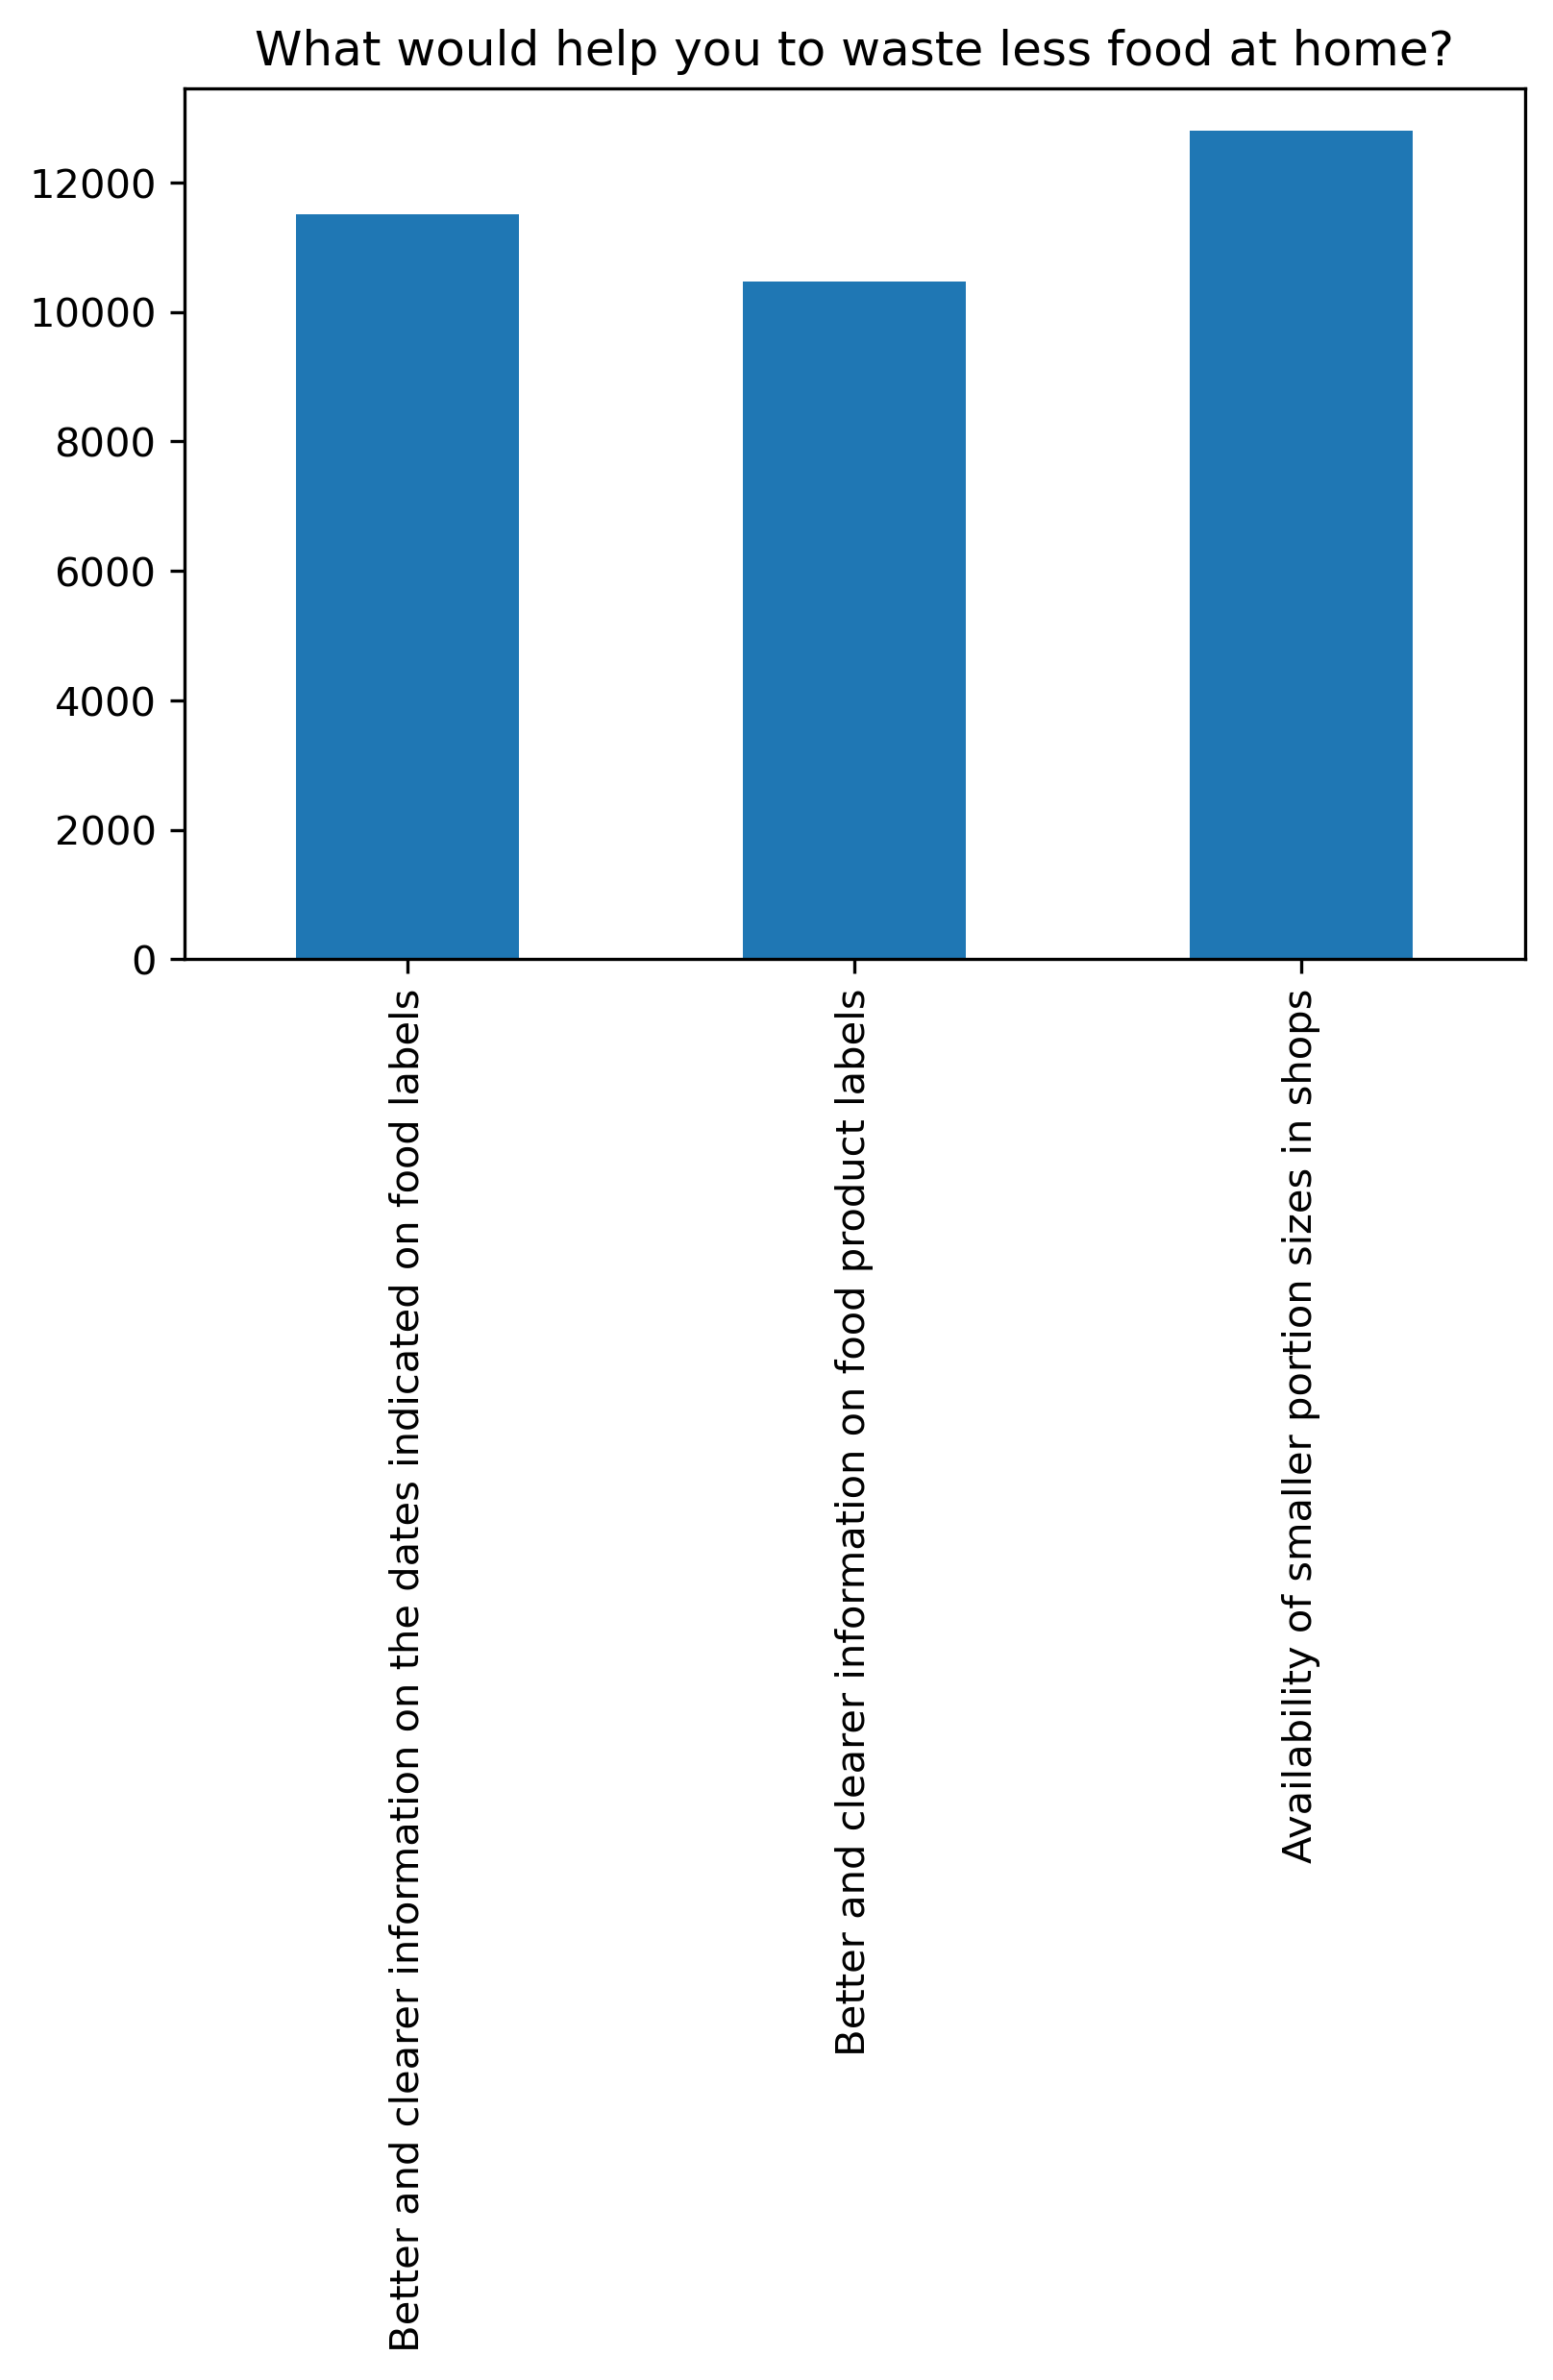 What would help you to waste less food at home?
12000
10000
8000
6000
4000
2000
0
Better and clearer information on the dates indicated on food labels
Better and clearer information on food product labels
Availability of smaller portion sizes in shops